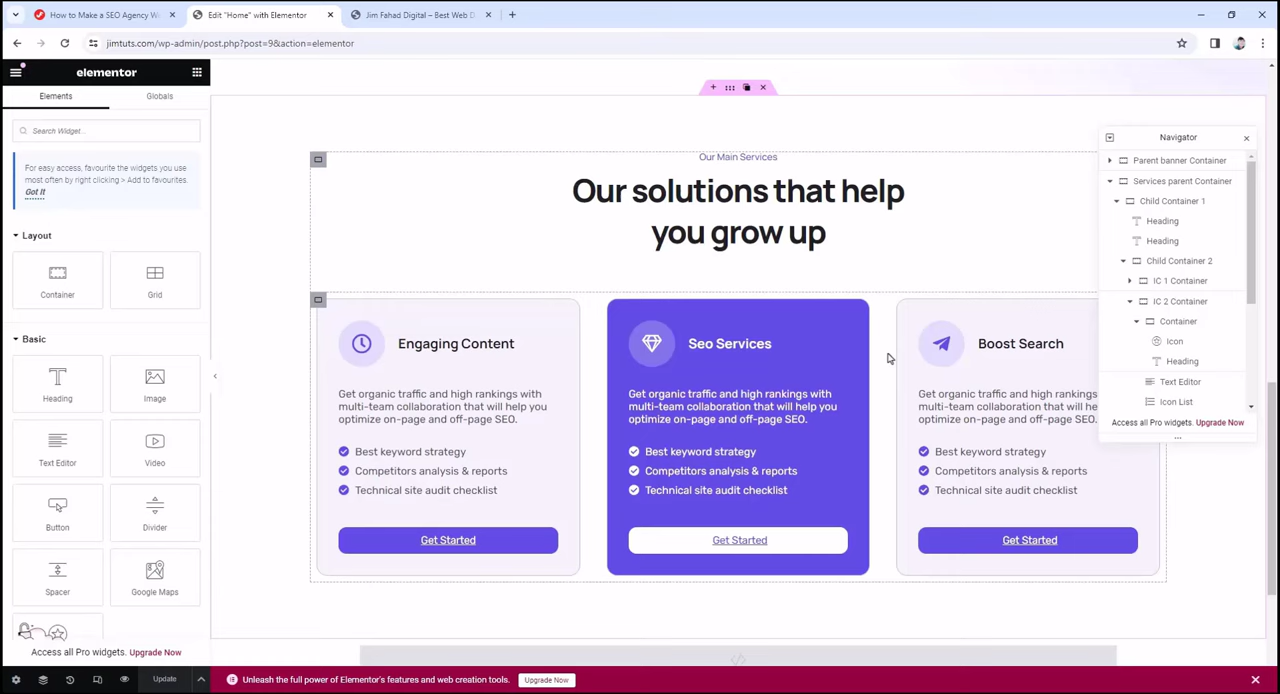 How to Make a SEO Agency W
Edit "Home" with Elementor
Jim Fahad Digital – Best Web D
jimtuts.com/wp-admin/post.php?post=9&action=elementor
elementor
Elements
Globals
Search Widget...
For easy access, favourite the widgets you use
most often by right clicking > Add to favourites.
Got It
Layout
Container
Grid
Basic
Heading
Image
Text Editor
Video
Button
Divider
Spacer
Google Maps
Access all Pro widgets. Upgrade Now
Update
Our Main Services
Our solutions that help
you grow up
Engaging Content
Get organic traffic and high rankings with
multi-team collaboration that will help you
optimize on-page and off-page SEO.
Best keyword strategy
Competitors analysis & reports
Technical site audit checklist
Get Started
Seo Services
Get organic traffic and high rankings with
multi-team collaboration that will help you
optimize on-page and off-page SEO.
Best keyword strategy
Competitors analysis & reports
Technical site audit checklist
Get Started
Boost Search
Get organic traffic and high rankings with
multi-team collaboration that will help you
optimize on-page and off-page SEO.
Best keyword strategy
Competitors analysis & reports
Technical site audit checklist
Get Started
Navigator
Parent banner Container
Services parent Container
Child Container 1
Heading
Heading
Child Container 2
IC 1 Container
IC 2 Container
Container
Icon
Heading
Text Editor
Icon List
Access all Pro widgets. Upgrade Now
Unleash the full power of Elementor's features and web creation tools.
Upgrade Now